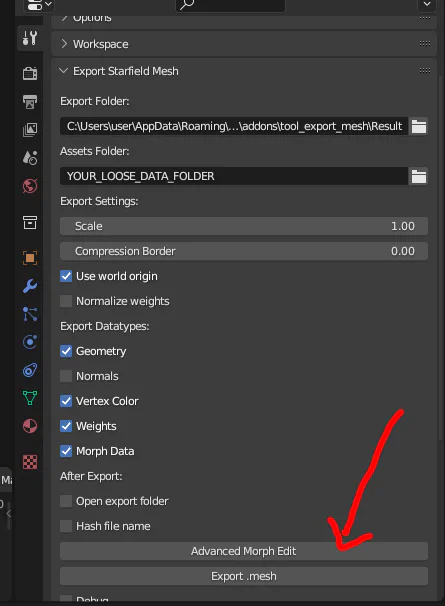 Options
Workspace
Export Starfield Mesh
Export Folder:
C:\Users\user\AppData\Roaming\...\addons\tool_export_mesh\Result
Assets Folder:
YOUR_LOOSE_DATA_FOLDER
Export Settings:
Scale 1.00
Compression Border 0.00
Use world origin
Normalize weights
Export Datatypes:
Geometry
Normals
Vertex Color
Weights
Morph Data
After Export:
Open export folder
Ma
Hash file name
Advanced Morph Edit
Export .mesh
Debug